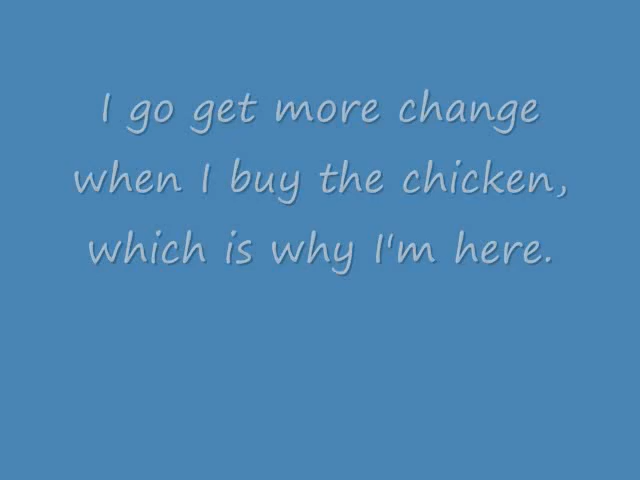 I go get more change
when I buy the chicken,
which is why I'm here.